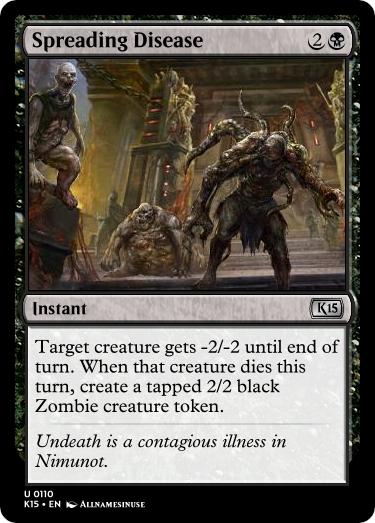 Spreading Disease 2
Instant K15
Target creature gets -2/-2 until end of
turn. When that creature dies this
turn, create a tapped 2/2 black
Zombie creature token.
Undeath is a contagious illness in
Nimunot.
U 0110
K15 • EN Allnamesinuse